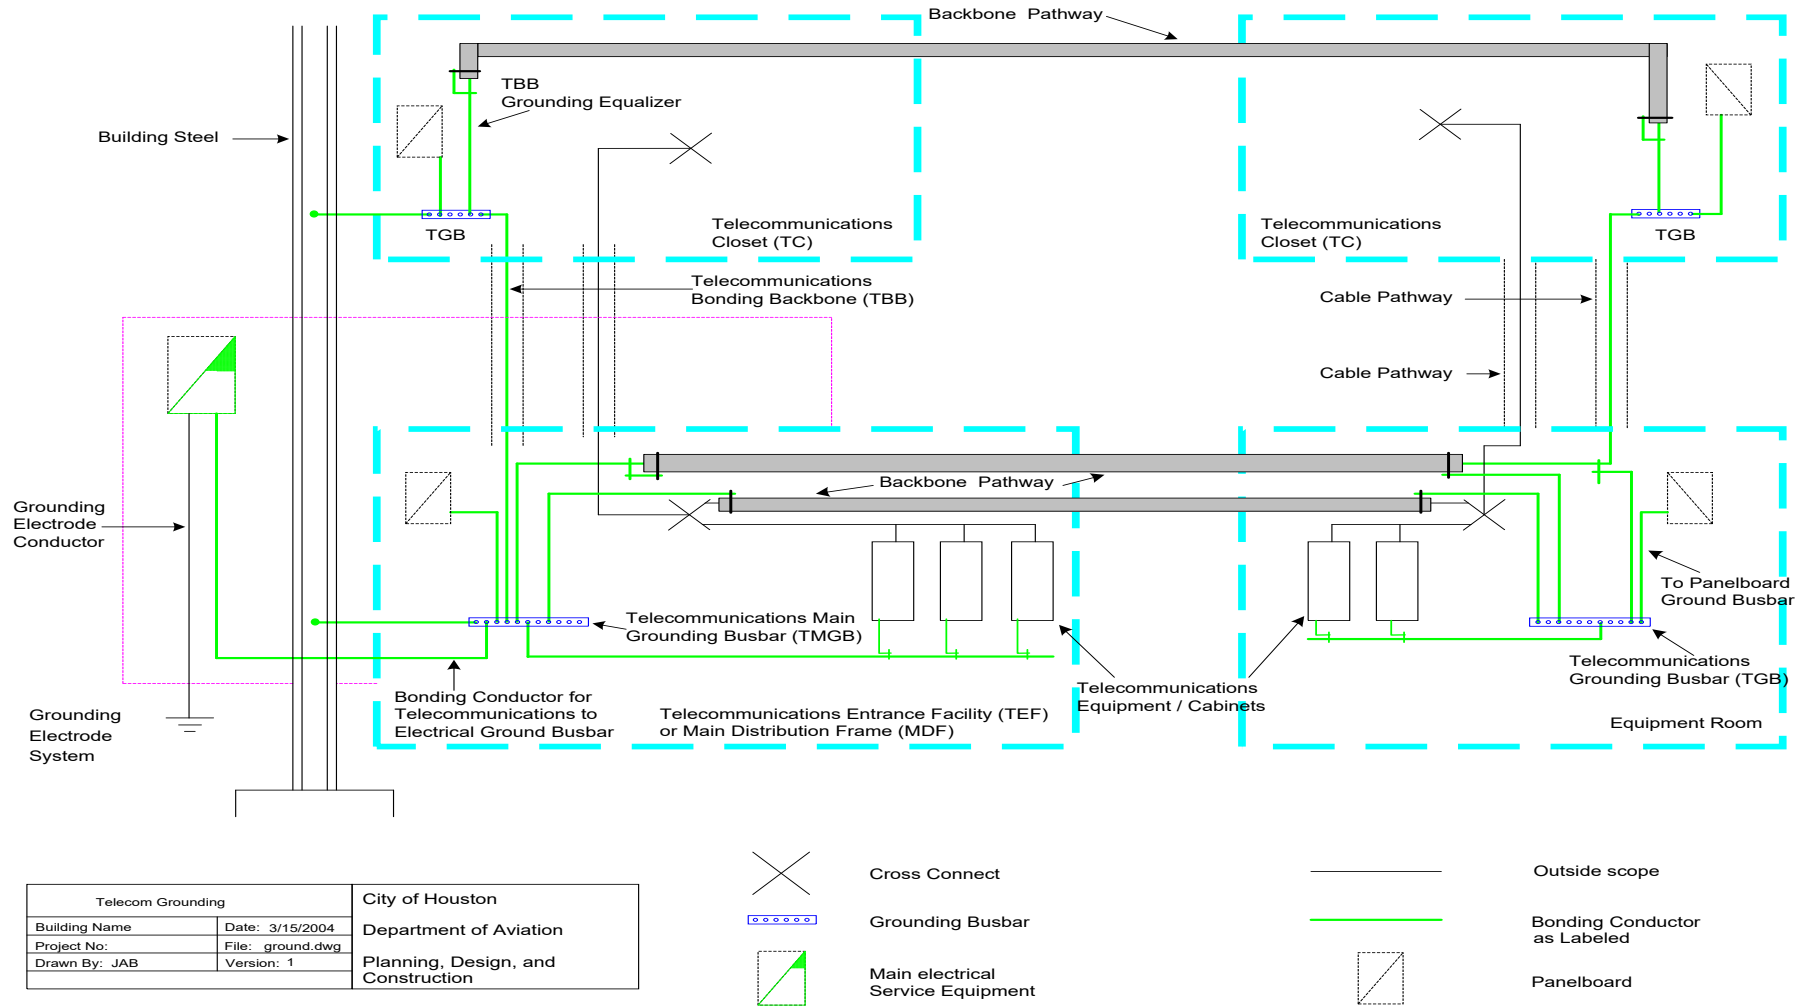 Backbone Pathway
TBB
Grounding Equalizer
Building Steel
TGB
Telecommunications
Closet (TC)
Telecommunications
Closet (TC)
TGB
Telecommunications
Bonding Backbone (TBB)
Cable Pathway
Cable Pathway
Backbone Pathway
Grounding
Electrode
Conductor
To Panelboard
Ground Busbar
Telecommunications Main
Grounding Busbar (TMGB)
Telecommunications
Grounding Busbar (TGB)
Bonding Conductor for
Telecommunications to
Electrical Ground Busbar
Telecommunications
Equipment / Cabinets
Telecommunications Entrance Facility (TEF)
or Main Distribution Frame (MDF)
Equipment Room
Grounding
Electrode
System
Telecom Grounding
Building Name
Date: 3/15/2004
Project No:
File: ground.dwg
Drawn By: JAB
Version: 1
City of Houston
Department of Aviation
Planning, Design, and
Construction
Cross Connect
Grounding Busbar
Main electrical
Service Equipment
Outside scope
Bonding Conductor
as Labeled
Panelboard